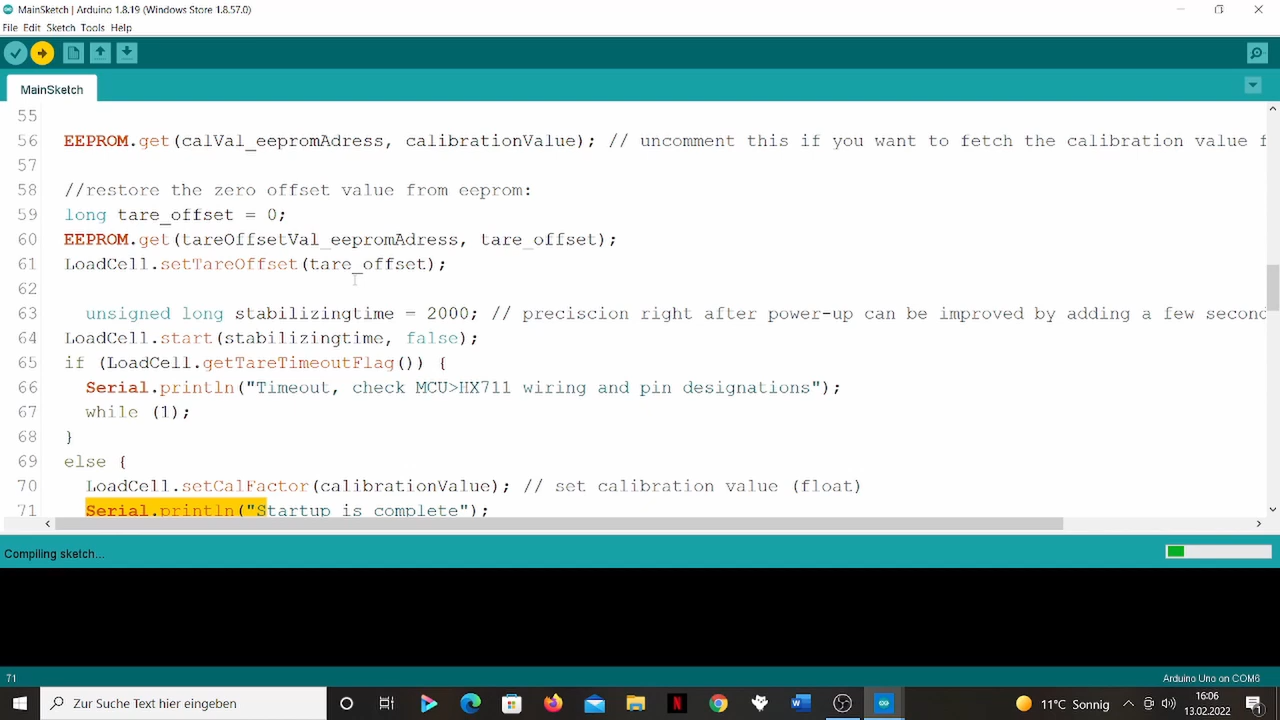 MainSketch | Arduino 1.8.19 (Windows Store 1.8.57.0)
File Edit Sketch Tools Help
MainSketch
55
56 EEPROM.get(calVal_eepromAdress, calibrationValue); // uncomment this if you want to fetch the calibration value f
57
58 //restore the zero offset value from eeprom:
59 long tare_offset = 0;
60 EEPROM.get(tareOffsetVal_eepromAdress, tare_offset);
61 LoadCell.setTareOffset(tare_offset);
62
63 unsigned long stabilizingtime = 2000; // preciscion right after power-up can be improved by adding a few second
64 LoadCell.start(stabilizingtime, false);
65 if (LoadCell.getTareTimeoutFlag()) {
66 Serial.println("Timeout, check MCU>HX711 wiring and pin designations");
67 while (1);
68 }
69 else {
70 LoadCell.setCalFactor(calibrationValue); // set calibration value (float)
71 Serial.println("Startup is complete");
Compiling sketch...
71 Arduino Uno on COM6
Zur Suche Text hier eingeben
11°C Sonnig
16:06
13.02.2022